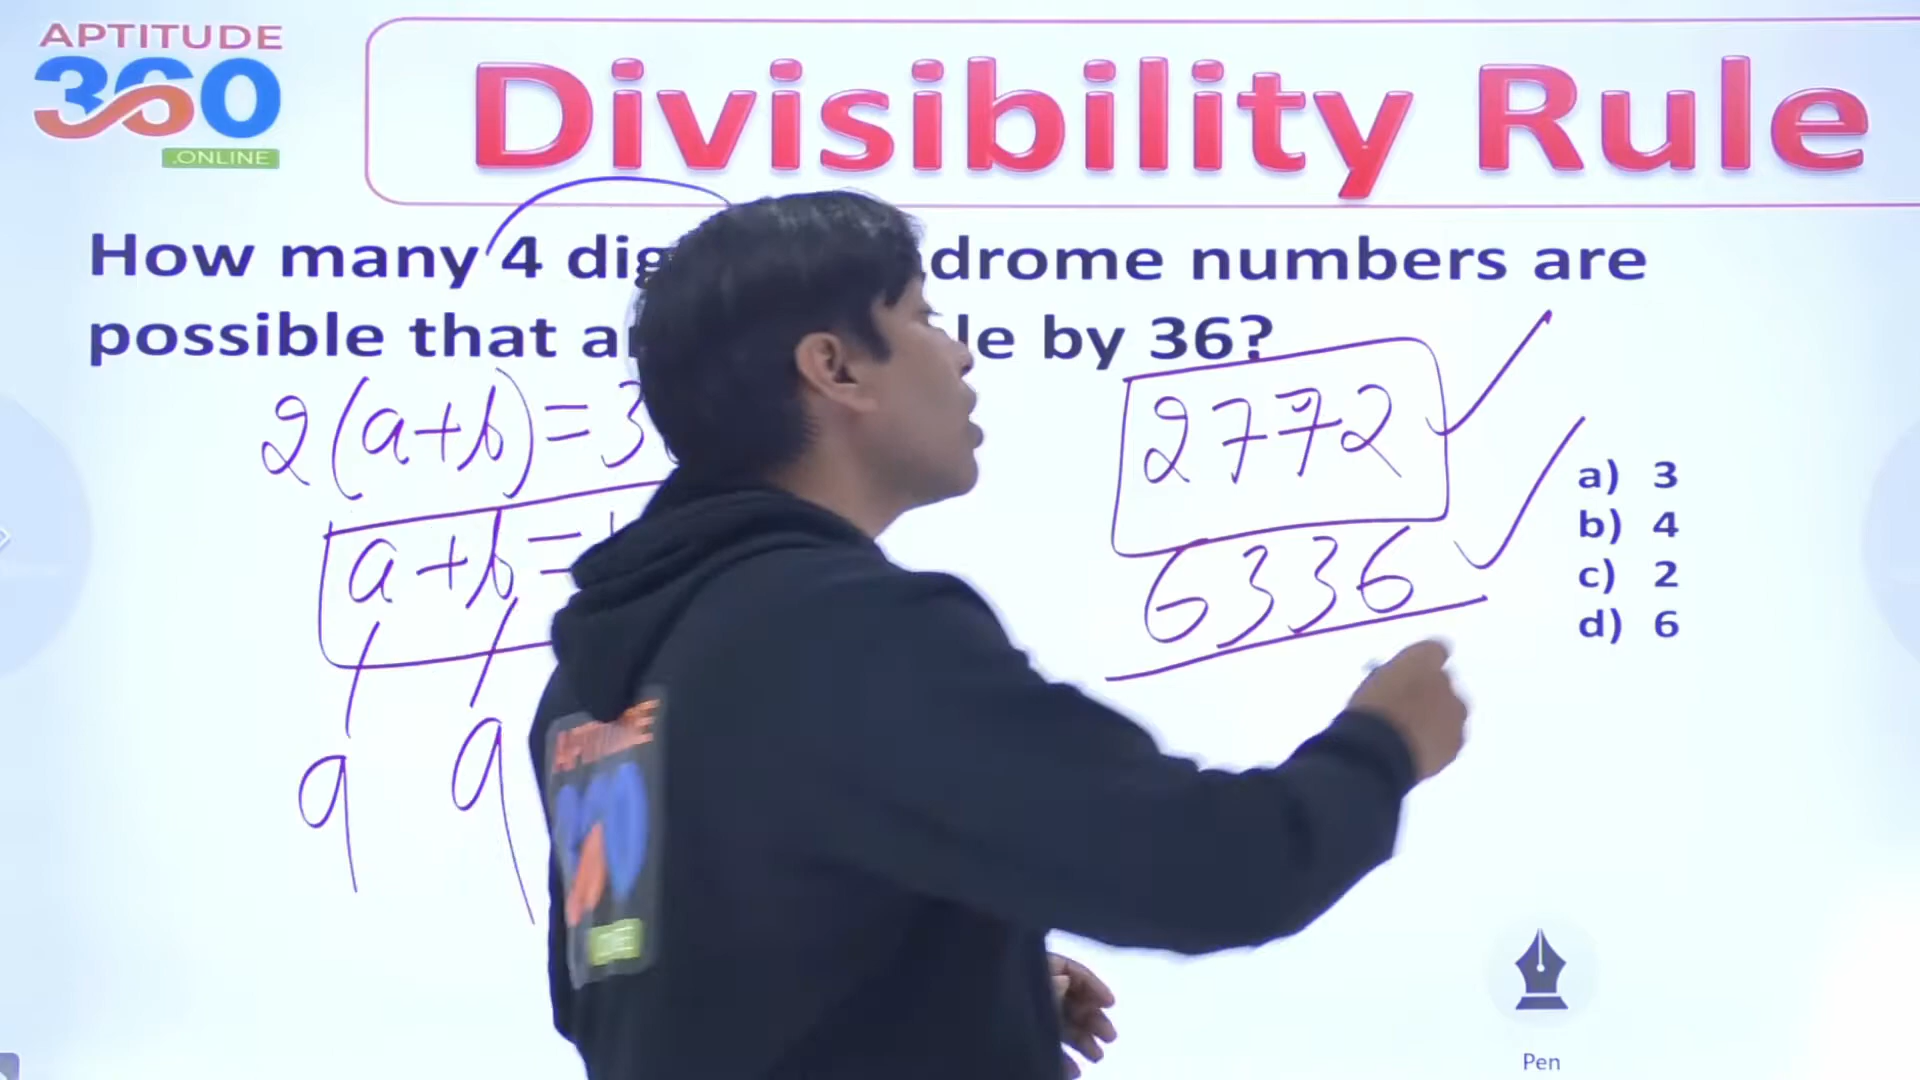 APTITUDE
360
.ONLINE
Divisibility Rule
How many 4 dig drome numbers are
possible that a le by 36?
2(a+b)=3
a+b=1
9 9
2772
6336
a) 3
b) 4
c) 2
d) 6
Pen